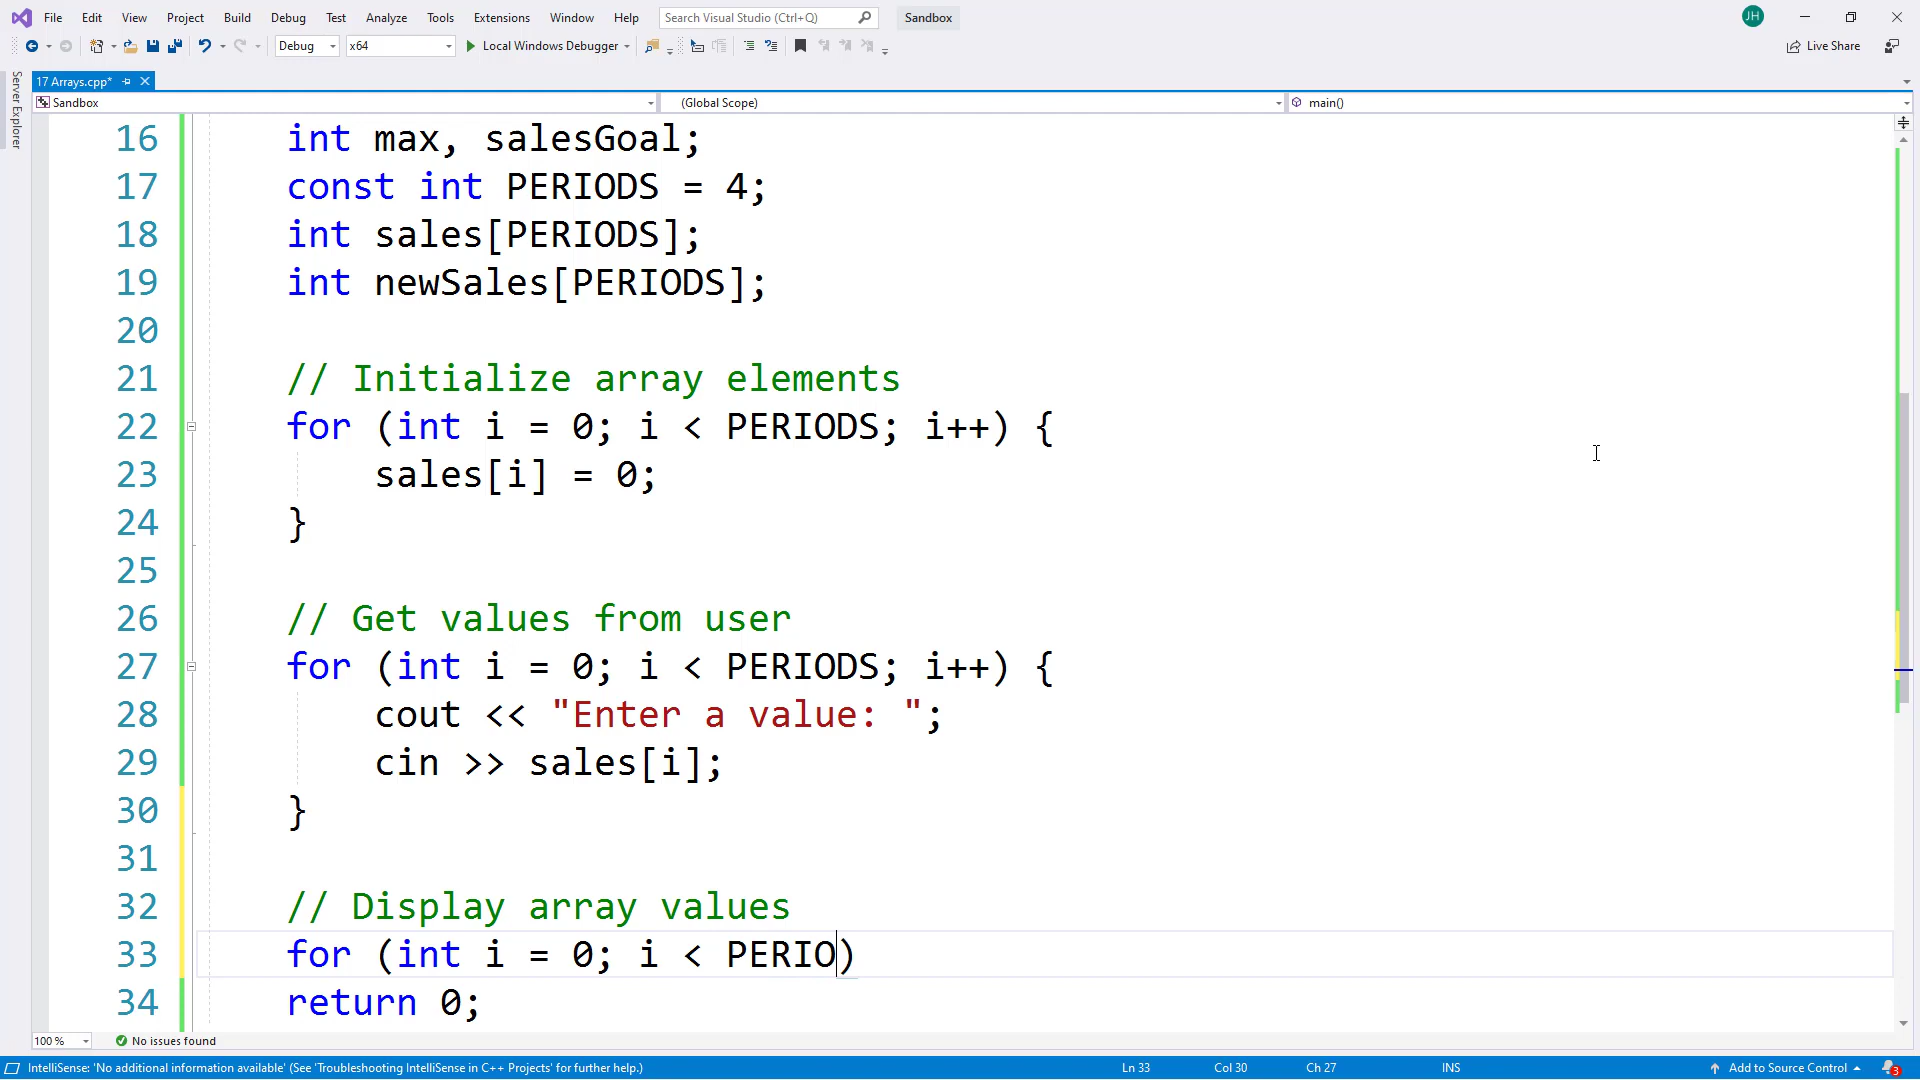 File Edit View Project Build Debug Test Analyze Tools Extensions Window Help Search Visual Studio (Ctrl+Q) Sandbox JH
Debug x64 Local Windows Debugger Live Share
Server Explorer
17 Arrays.cpp*
Sandbox (Global Scope) main()
16 int max, salesGoal;
17 const int PERIODS = 4;
18 int sales[PERIODS];
19 int newSales[PERIODS];
20
21 // Initialize array elements
22 for (int i = 0; i < PERIODS; i++) {
23 sales[i] = 0;
24 }
25
26 // Get values from user
27 for (int i = 0; i < PERIODS; i++) {
28 cout << "Enter a value: ";
29 cin >> sales[i];
30 }
31
32 // Display array values
33 for (int i = 0; i < PERIO)
34 return 0;
100 % No issues found
IntelliSense: 'No additional information available' (See 'Troubleshooting IntelliSense in C++ Projects' for further help.) Ln 33 Col 30 Ch 27 INS Add to Source Control 3